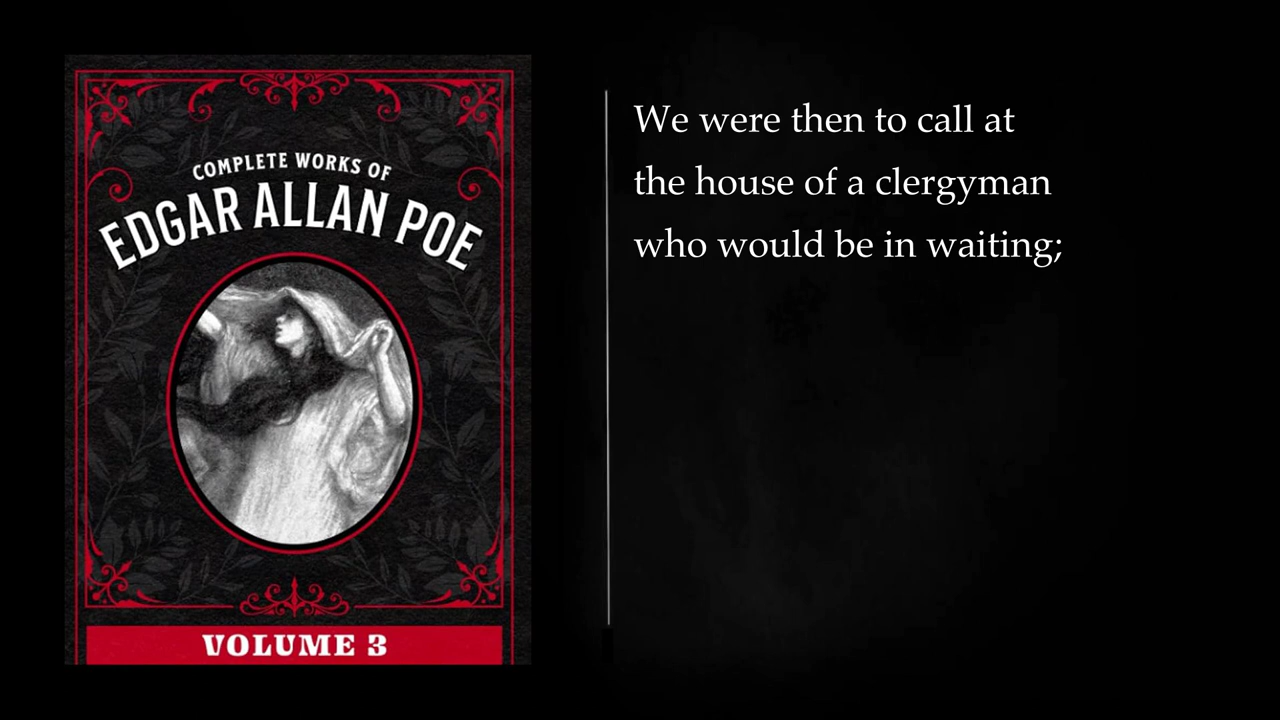 COMPLETE WORKS OF
EDGAR ALLAN POE
VOLUME 3
We were then to call at
the house of a clergyman
who would be in waiting;